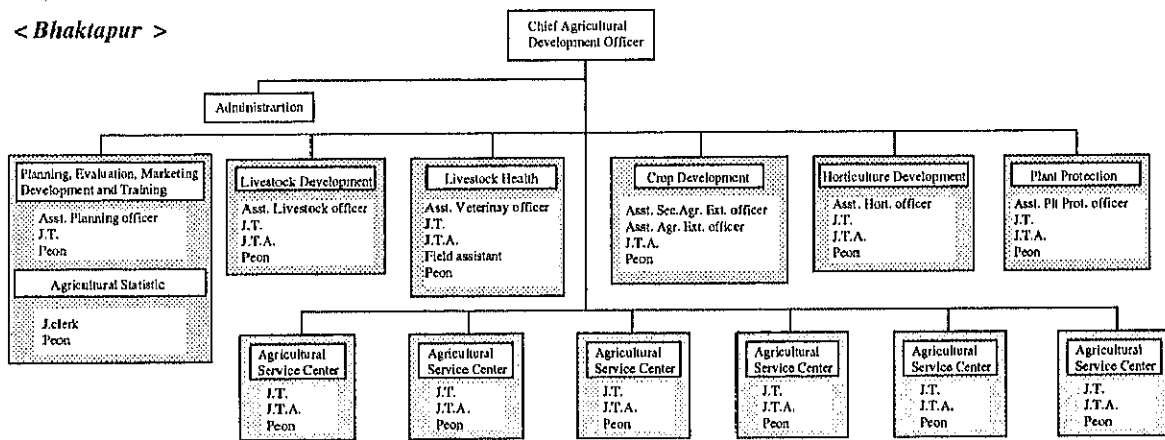 < Bhaktapur >
Chief Agricultural
Development Officer
Administrartion
Planning, Evaluation, Marketing
Development and Training
Asst. Planning officer
J.T.
Peon
Agricultural Statistic
J.clerk
Peon
Livestock Development
Asst. Livestock officer
J.T.
J.T.A.
Peon
Livestock Health
Asst. Veterinay officer
J.T.
J.T.A.
Field assistant
Peon
Crop Development
Asst. Sec.Agr. Ext. officer
Asst. Agr. Ext. officer
J.T.A.
Peon
Horticulture Development
Asst. Hort. officer
J.T.
J.T.A.
Peon
Plant Protection
Asst. Plt Prot. officer
J.T.
J.T.A.
Peon
Agricultural
Service Center
J.T.
J.T.A.
Peon
Agricultural
Service Center
J.T.
J.T.A.
Peon
Agricultural
Service Center
J.T.
J.T.A.
Peon
Agricultural
Service Center
J.T.
J.T.A.
Peon
Agricultural
Service Center
J.T.
J.T.A.
Peon
Agricultural
Service Center
J.T.
J.T.A.
Peon